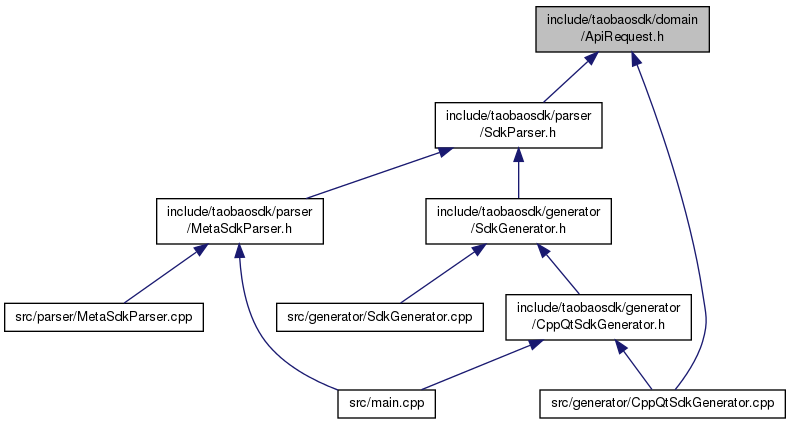 include/taobaosdk/domain
/ApiRequest.h
include/taobaosdk/parser
/SdkParser.h
include/taobaosdk/parser
/MetaSdkParser.h
include/taobaosdk/generator
/SdkGenerator.h
src/parser/MetaSdkParser.cpp
src/generator/SdkGenerator.cpp
include/taobaosdk/generator
/CppQtSdkGenerator.h
src/main.cpp
src/generator/CppQtSdkGenerator.cpp